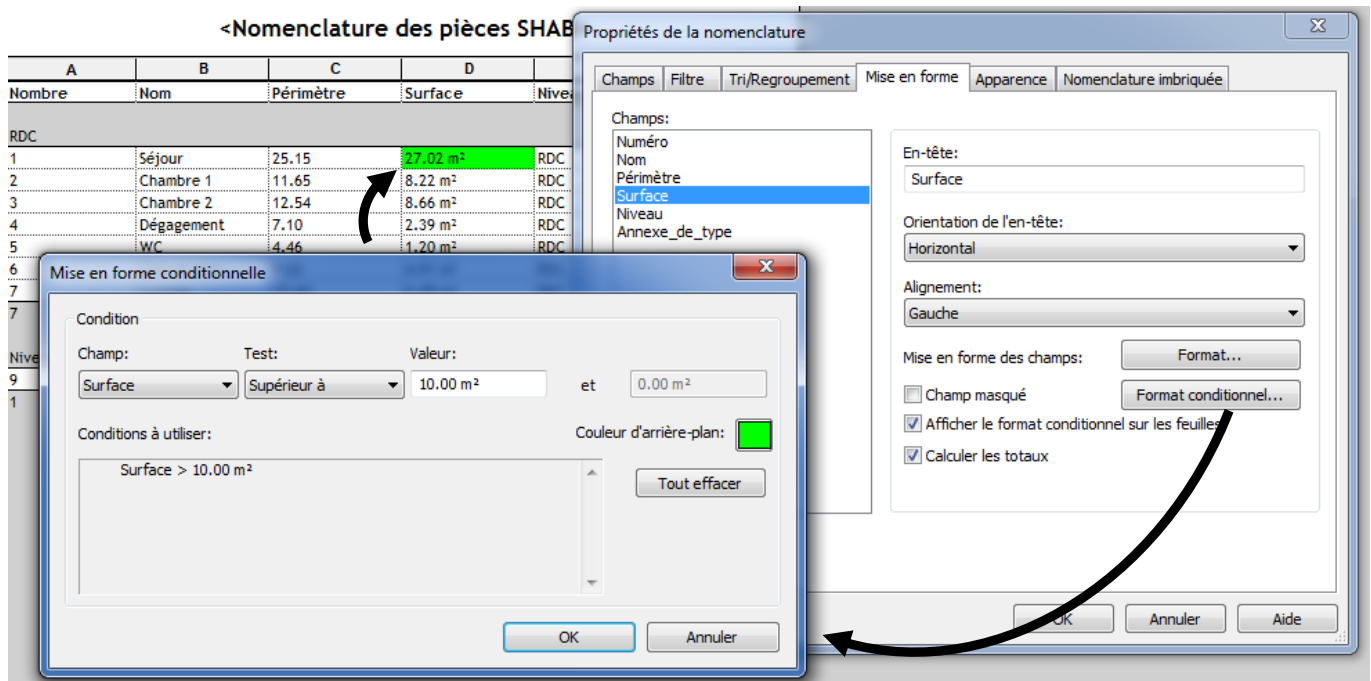 <Nomenclature des pièces SHAB
A B C D
Nombre Nom Périmètre Surface
RDC
1 Séjour 25.15 27.02 m² RDC
2 Chambre 1 11.65 8.22 m² RDC
3 Chambre 2 12.54 8.66 m² RDC
4 Dégagement 7.10 2.39 m² RDC
5 WC 4.46 1.20 m² RDC
6
7
7
9
1
Propriétés de la nomenclature
Champs Filtre Tri/Regroupement Mise en forme Apparence Nomenclature imbriquée
Champs:
Numéro
Nom
Périmètre
Surface
Niveau
Annexe_de_type
En-tête:
Surface
Orientation de l'en-tête:
Horizontal
Alignement:
Gauche
Mise en forme des champs: Format...
Champ masqué Format conditionnel...
Afficher le format conditionnel sur les feuilles
Calculer les totaux
OK Annuler Aide
Mise en forme conditionnelle
Condition
Champ: Test: Valeur:
Surface Supérieur à 10.00 m² et 0.00 m²
Conditions à utiliser: Couleur d'arrière-plan:
Surface > 10.00 m²
Tout effacer
OK Annuler